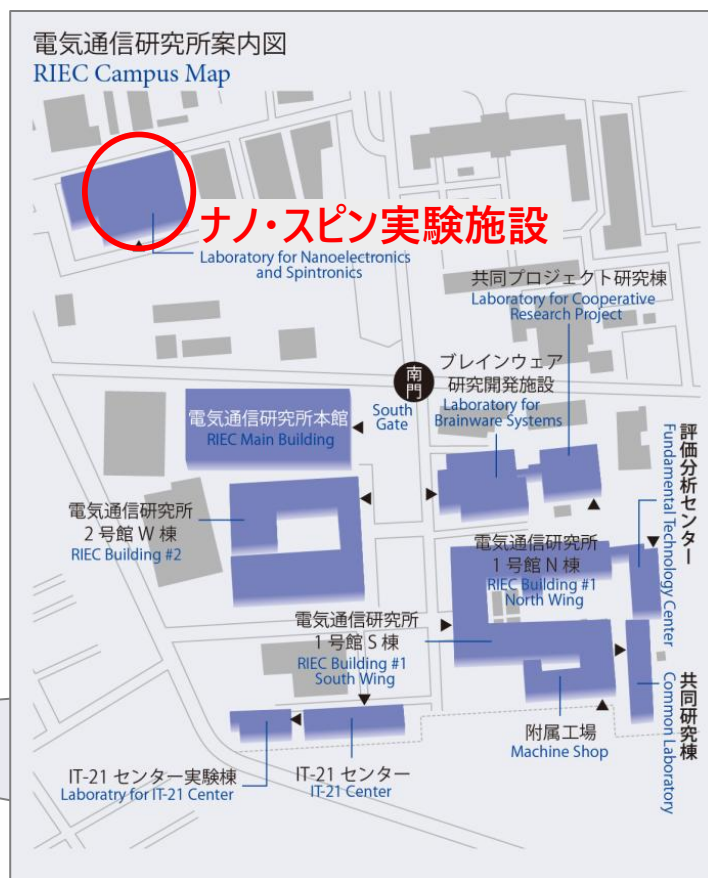 電気通信研究所案内図
RIEC Campus Map
ナノ・スピン実験施設
Laboratory for Nanoelectronics
and Spintronics
共同プロジェクト研究棟
Laboratory for Cooperative
Research Project
南門
South
Gate
ブレインウェア
研究開発施設
Laboratory for
Brainware Systems
電気通信研究所本館
RIEC Main Building
評価分析センター
Fundamental Technology Center
電気通信研究所
2号館W棟
RIEC Building #2
電気通信研究所
1号館N棟
RIEC Building #1
North Wing
電気通信研究所
1号館S棟
RIEC Building #1
South Wing
共同研究棟
Common Laboratory
附属工場
Machine Shop
IT-21センター実験棟
Laboratry for IT-21 Center
IT-21センター
IT-21 Center